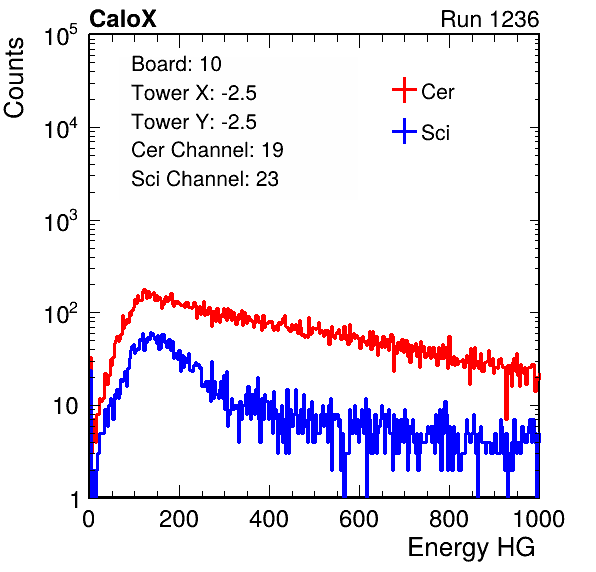 CaloX Run 1236
Counts
10^5
10^4
10^3
10^2
10
1
Board: 10
Tower X: -2.5
Tower Y: -2.5
Cer Channel: 19
Sci Channel: 23
Cer
Sci
0 200 400 600 800 1000
Energy HG